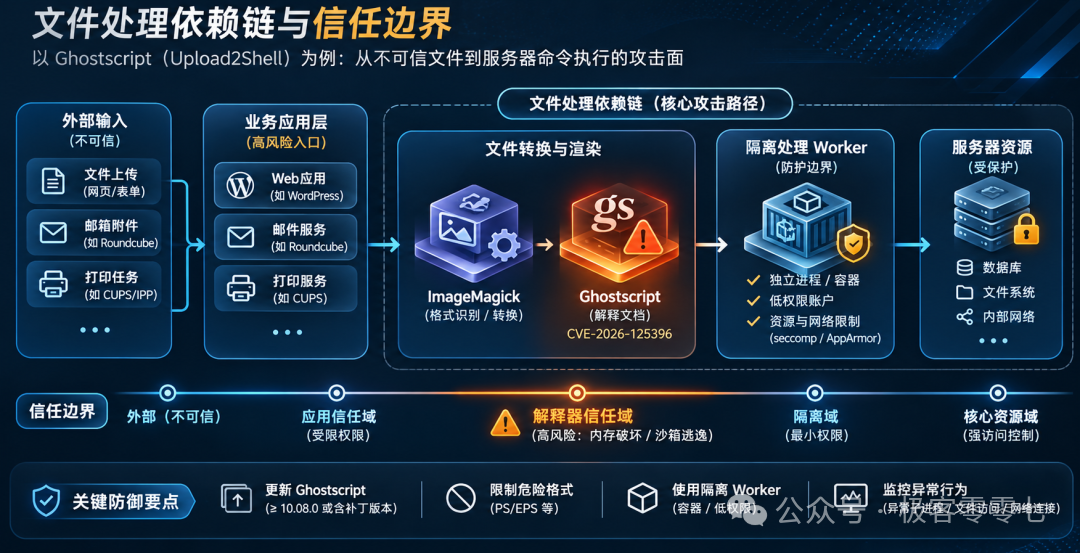 文件处理依赖链与信任边界
以 Ghostscript（Upload2Shell）为例：从不可信文件到服务器命令执行的攻击面
文件处理依赖链（核心攻击路径）
外部输入
（不可信）
文件上传
（网页/表单）
邮箱附件
（如 Roundcube）
打印任务
（如 CUPS/IPP）
•••
业务应用层
（高风险入口）
Web应用
（如 WordPress）
邮件服务
（如 Roundcube）
打印服务
（如 CUPS）
•••
文件转换与渲染
ImageMagick
（格式识别 / 转换）
gs
Ghostscript
（解释文档）
CVE-2026-125396
隔离处理 Worker
（防护边界）
独立进程 / 容器
低权限账户
资源与网络限制
（seccomp / AppArmor）
服务器资源
（受保护）
数据库
文件系统
内部网络
•••
信任边界
外部（不可信）
应用信任域
（受限权限）
解释器信任域
（高风险：内存破坏 / 沙箱逃逸）
隔离域
（最小权限）
核心资源域
（强访问控制）
关键防御要点
更新 Ghostscript
（≥ 10.08.0 或含补丁版本）
限制危险格式
（PS/EPS 等）
使用隔离 Worker
（容器 / 低权限）
监控异常行为
（异常子进程 / 文件访问 / 网络连接）
公众号 · 极客零零七